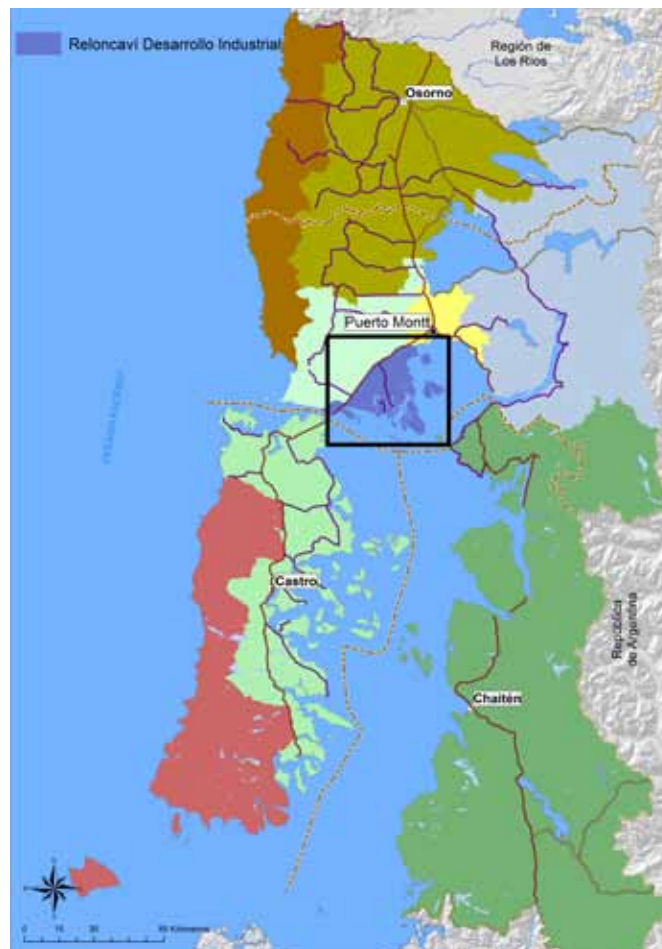 Reloncaví Desarrollo Industrial
Región de
Los Ríos
Osorno
Puerto Montt
Castro
Chaitén
República
de Argentina